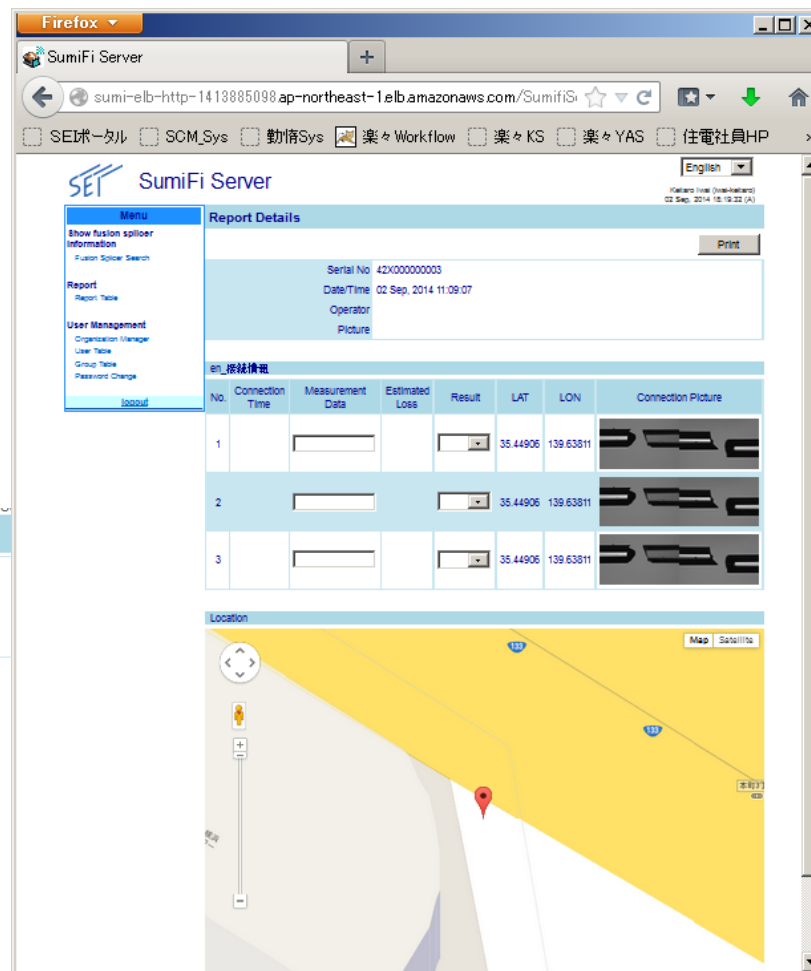 Firefox
SumiFi Server
+
sumi-elb-http-1413885098.ap-northeast-1.elb.amazonaws.com/SumifiS
SEIポータル SCM_Sys 勤惰Sys 楽々Workflow 楽々KS 楽々YAS 住電社員HP
SEI SumiFi Server
English
Keitaro Iwai (iwai-keitaro)
02 Sep, 2014 18:19:32 (A)
Menu
Show fusion splicer
information
Fusion Splicer Search
Report
Report Table
User Management
Organization Manager
User Table
Group Table
Password Change
logout
Report Details
Print
Serial No 42X000000003
Date/Time 02 Sep, 2014 11:09:07
Operator
Picture
en_接続情報
No. Connection Time Measurement Data Estimated Loss Result LAT LON Connection Picture
1 35.44906 139.63811
2 35.44906 139.63811
3 35.44906 139.63811
Location
Map Satellite
133
133